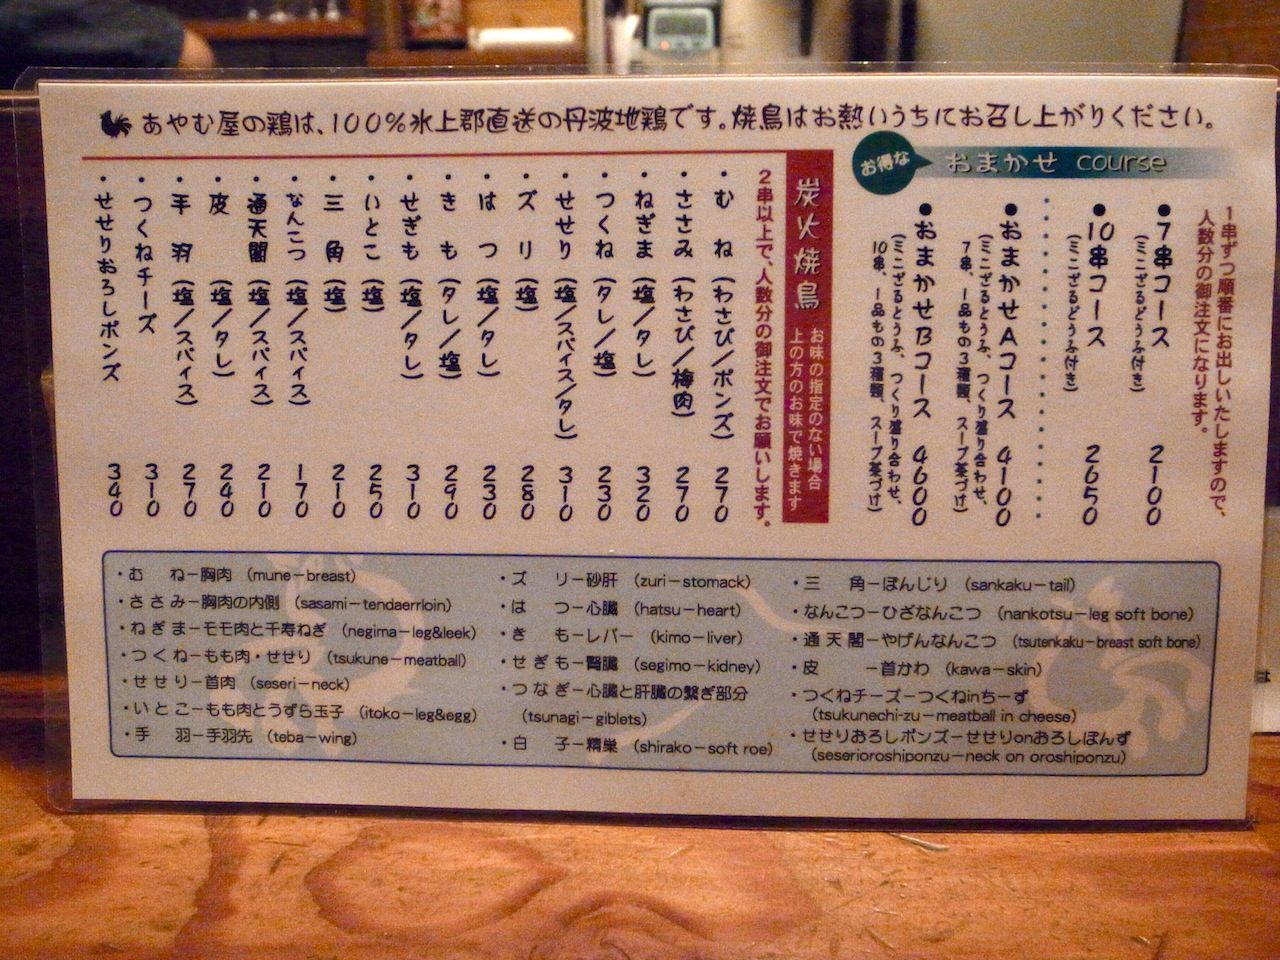 あやむ屋の鶏は、100%氷上郡直送の丹波地鶏です。焼鳥はお熱いうちにお召し上がりください。
お得な
おまかせ course
1串ずつ順番にお出しいたしますので、
人数分の御注文になります。
●7串コース 2100
(ミニざるどうふ付き)
●10串コース 2650
(ミニざるどうふ付き)
●おまかせAコース 4100
(ミニざるとうふ、つくり盛り合わせ、
7串、一品もの3種類、スープ茶づけ)
●おまかせBコース 4600
(ミニざるとうふ、つくり盛り合わせ、
10串、一品もの3種類、スープ茶づけ)
炭火焼鳥
お味の指定のない場合
上の方のお味で焼きます
2串以上で、人数分の御注文でお願いします。
・むね(わさび/ポンズ) 270
・ささみ(わさび/梅肉) 270
・ねぎま(塩/タレ) 320
・つくね(タレ/塩) 230
・せせり(塩/スパイス/タレ) 310
・ズリ(塩) 280
・はつ(塩/タレ) 230
・きも(タレ/塩) 290
・せぎも(塩/タレ) 310
・いとこ(塩) 250
・三角(塩) 210
・なんこつ(塩/スパイス) 170
・通天閣(塩/スパイス) 210
・皮(塩/タレ) 240
・手羽(塩/スパイス) 270
・つくねチーズ 310
・せせりおろしポンズ 340
・むね−胸肉 (mune−breast)
・ささみ−胸肉の内側 (sasami−tendaerrloin)
・ねぎま−モモ肉と千寿ねぎ (negima−leg&leek)
・つくね−もも肉・せせり (tsukune−meatball)
・せせり−首肉 (seseri−neck)
・いとこ−もも肉とうずら玉子 (itoko−leg&egg)
・手羽−手羽先 (teba−wing)
・ズリ−砂肝 (zuri−stomack)
・はつ−心臓 (hatsu−heart)
・きも−レバー (kimo−liver)
・せぎも−腎臓 (segimo−kidney)
・つなぎ−心臓と肝臓の繋ぎ部分
(tsunagi−giblets)
・白子−精巣 (shirako−soft roe)
・三角−ぼんじり (sankaku−tail)
・なんこつ−ひざなんこつ (nankotsu−leg soft bone)
・通天閣−やげんなんこつ (tsutenkaku−breast soft bone)
・皮−首かわ (kawa−skin)
・つくねチーズ−つくねinちーず
(tsukunechi-zu−meatball in cheese)
・せせりおろしポンズ−せせりonおろしぽんず
(seserioroshiponzu−neck on oroshiponzu)